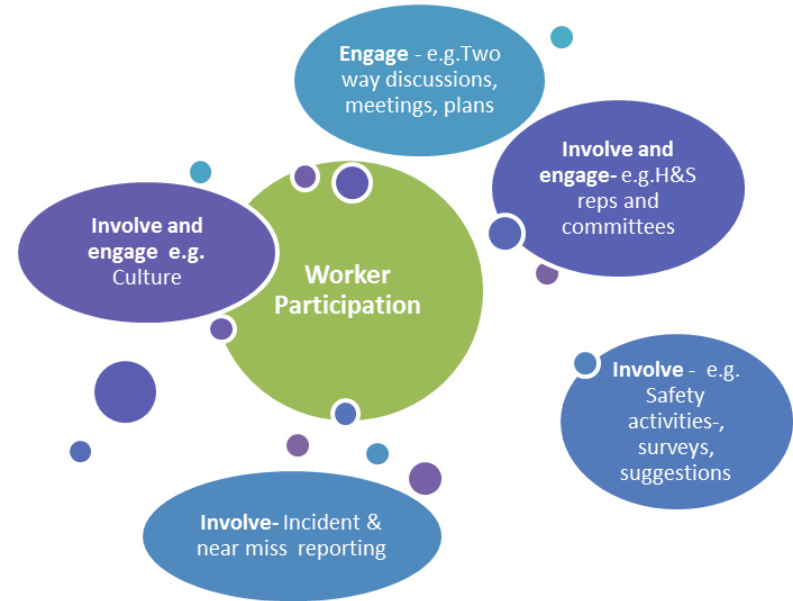 Engage - e.g.Two
way discussions,
meetings, plans
Involve and
engage- e.g.H&S
reps and
committees
Involve and
engage e.g.
Culture
Worker
Participation
Involve - e.g.
Safety
activities-,
surveys,
suggestions
Involve- Incident &
near miss reporting